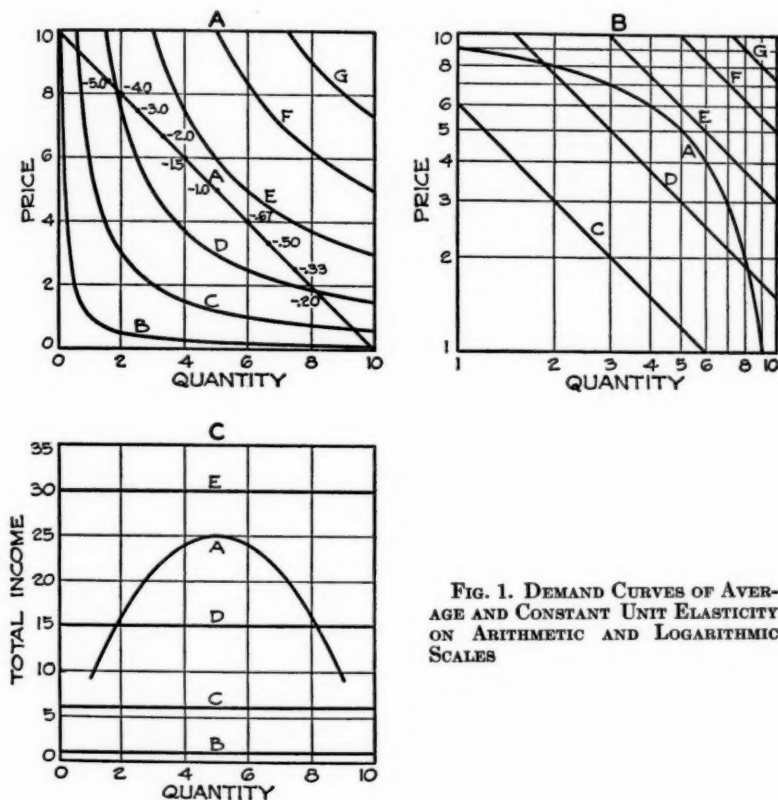 A
10
8
6
4
2
0
PRICE
-5.0
-4.0
-3.0
-2.0
-1.5
-1.0
A
-.67
-.50
-.33
-.20
B
C
D
E
F
G
0 2 4 6 8 10
QUANTITY
B
10
8
6
5
4
3
2
1
PRICE
A
C
D
E
F
G
1 2 3 4 5 6 8 10
QUANTITY
C
35
30
25
20
15
10
5
0
TOTAL INCOME
E
A
D
C
B
0 2 4 6 8 10
QUANTITY
FIG. 1. DEMAND CURVES OF AVER-
AGE AND CONSTANT UNIT ELASTICITY
ON ARITHMETIC AND LOGARITHMIC
SCALES